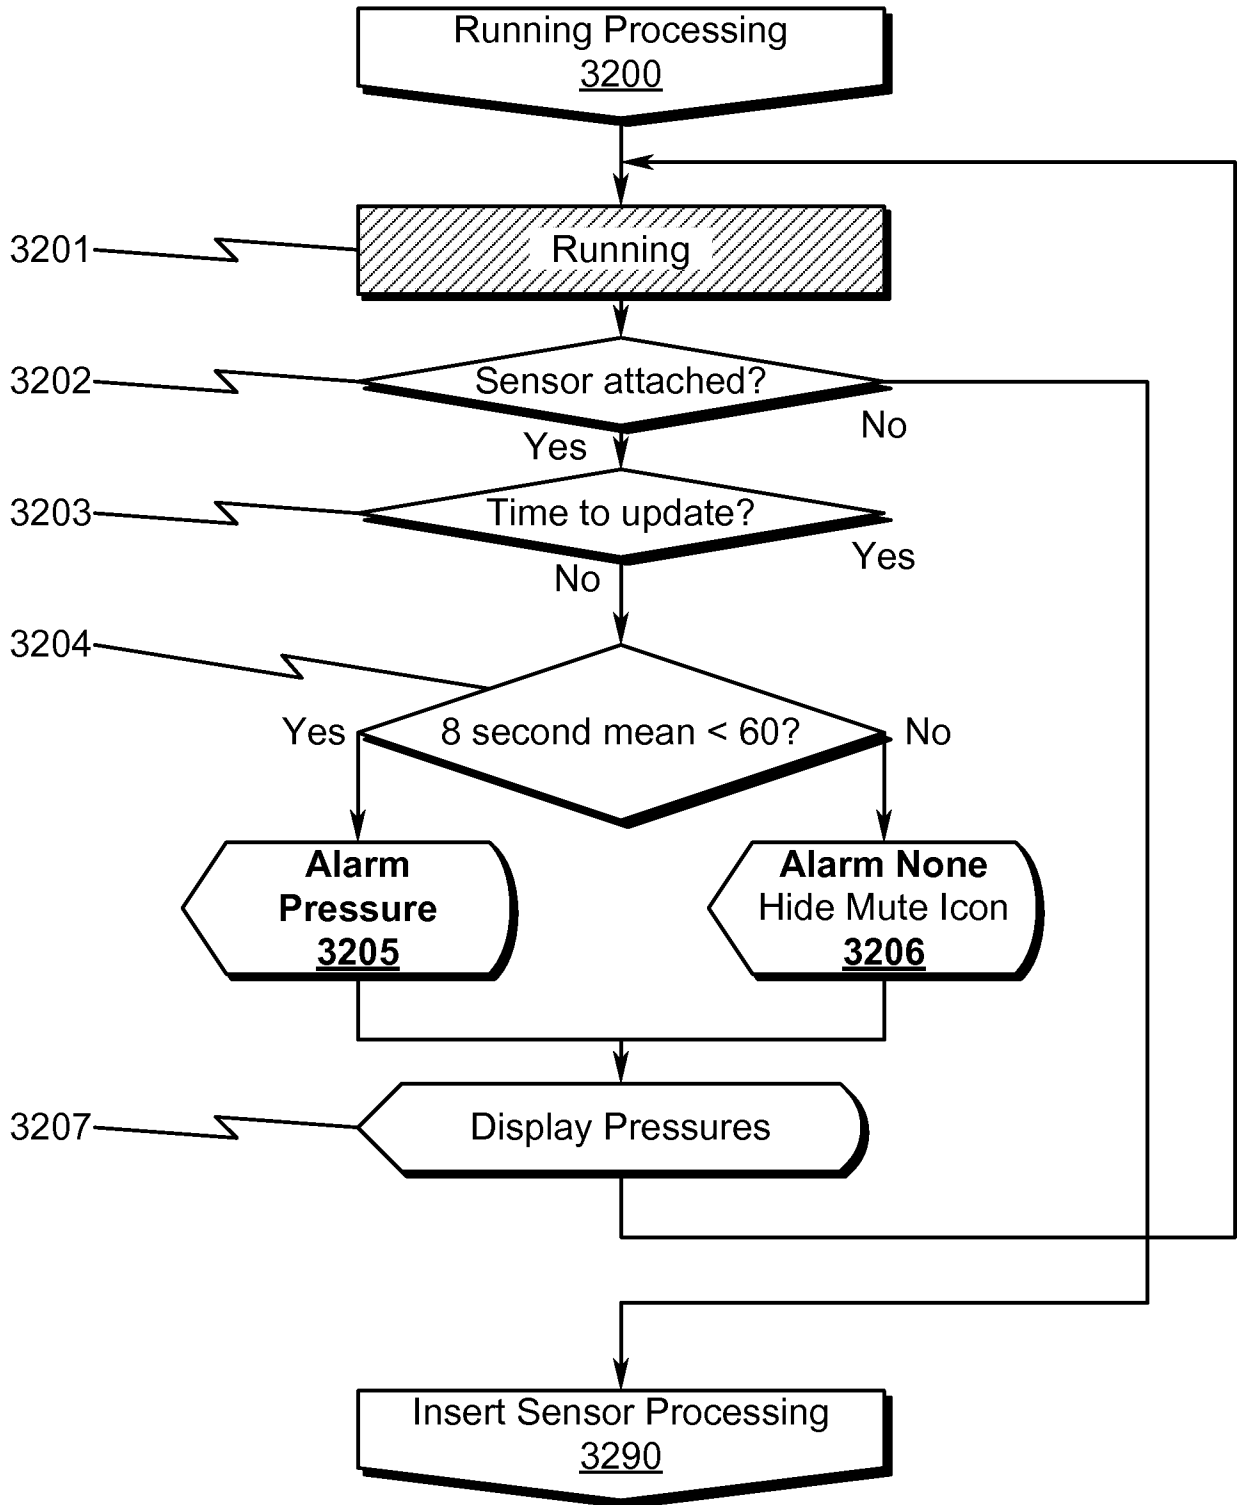 Running Processing
3200
3201
Running
3202
Sensor attached?
No
Yes
3203
Time to update?
Yes
No
3204
Yes
8 second mean < 60?
No
Alarm
Pressure
3205
Alarm None
Hide Mute Icon
3206
3207
Display Pressures
Insert Sensor Processing
3290